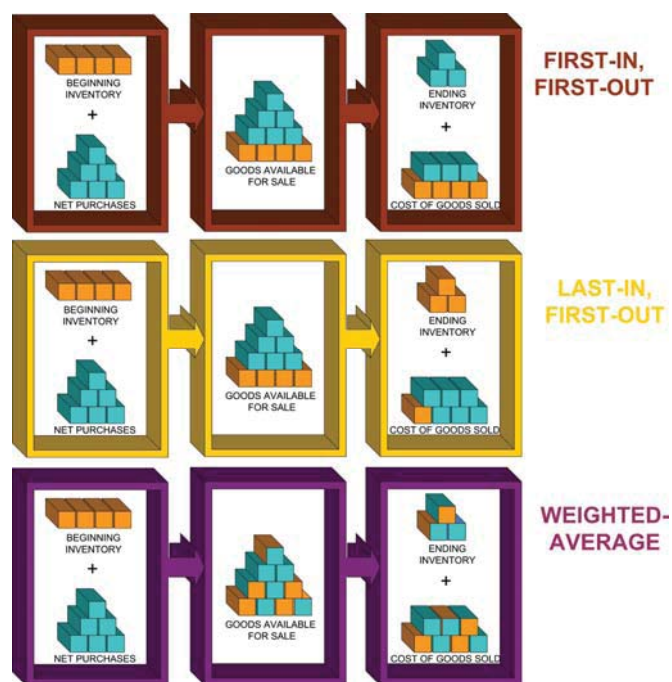 BEGINNING
INVENTORY
+
NET PURCHASES
GOODS AVAILABLE
FOR SALE
ENDING
INVENTORY
+
COST OF GOODS SOLD
FIRST-IN,
FIRST-OUT
BEGINNING
INVENTORY
+
NET PURCHASES
GOODS AVAILABLE
FOR SALE
ENDING
INVENTORY
+
COST OF GOODS SOLD
LAST-IN,
FIRST-OUT
BEGINNING
INVENTORY
+
NET PURCHASES
GOODS AVAILABLE
FOR SALE
ENDING
INVENTORY
+
COST OF GOODS SOLD
WEIGHTED-
AVERAGE